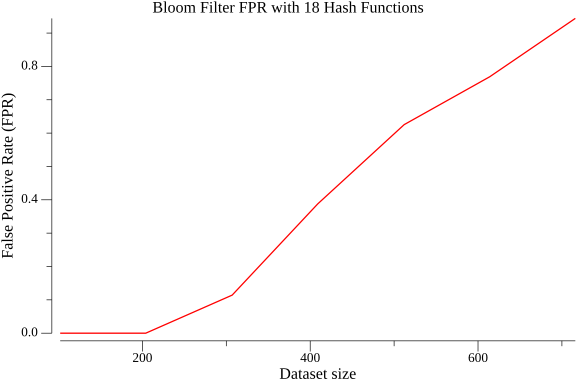 Bloom Filter FPR with 18 Hash Functions
False Positive Rate (FPR)
0.8
0.4
0.0
200 400 600
Dataset size